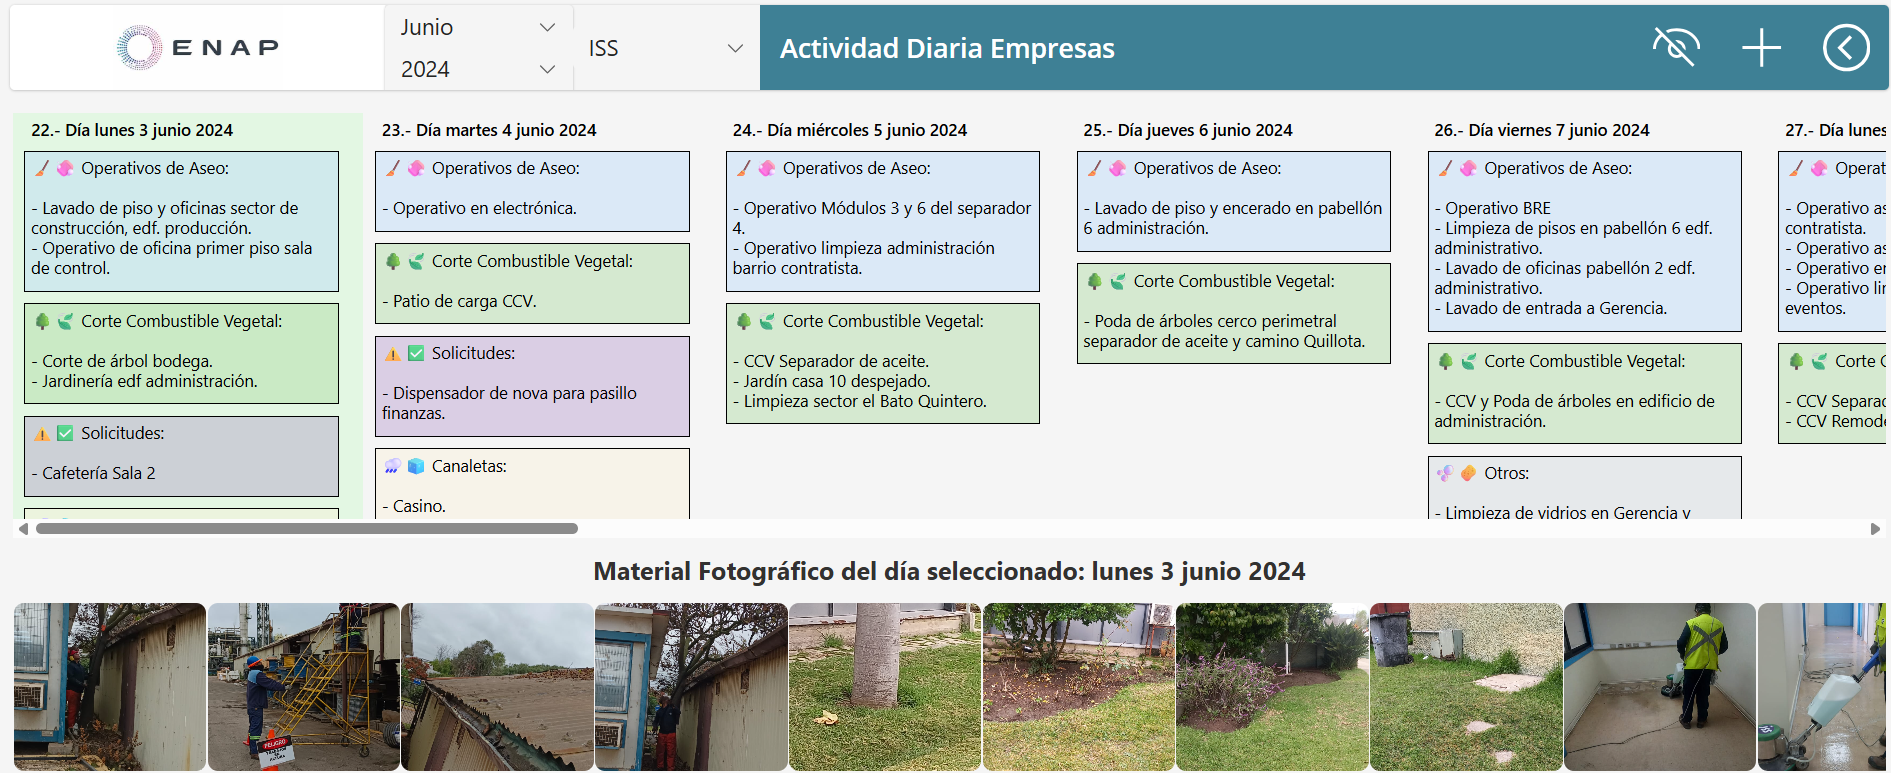 ENAP
Junio
2024
ISS
Actividad Diaria Empresas
22.- Día lunes 3 junio 2024
Operativos de Aseo:
- Lavado de piso y oficinas sector de
construcción, edf. producción.
- Operativo de oficina primer piso sala
de control.
Corte Combustible Vegetal:
- Corte de árbol bodega.
- Jardinería edf administración.
Solicitudes:
- Cafetería Sala 2
23.- Día martes 4 junio 2024
Operativos de Aseo:
- Operativo en electrónica.
Corte Combustible Vegetal:
- Patio de carga CCV.
Solicitudes:
- Dispensador de nova para pasillo
finanzas.
Canaletas:
- Casino.
24.- Día miércoles 5 junio 2024
Operativos de Aseo:
- Operativo Módulos 3 y 6 del separador
4.
- Operativo limpieza administración
barrio contratista.
Corte Combustible Vegetal:
- CCV Separador de aceite.
- Jardín casa 10 despejado.
- Limpieza sector el Bato Quintero.
25.- Día jueves 6 junio 2024
Operativos de Aseo:
- Lavado de piso y encerado en pabellón
6 administración.
Corte Combustible Vegetal:
- Poda de árboles cerco perimetral
separador de aceite y camino Quillota.
26.- Día viernes 7 junio 2024
Operativos de Aseo:
- Operativo BRE
- Limpieza de pisos en pabellón 6 edf.
administrativo.
- Lavado de oficinas pabellón 2 edf.
administrativo.
- Lavado de entrada a Gerencia.
Corte Combustible Vegetal:
- CCV y Poda de árboles en edificio de
administración.
Otros:
- Limpieza de vidrios en Gerencia y
27.- Día lunes
Operat
- Operativo as
contratista.
- Operativo as
- Operativo en
- Operativo lin
eventos.
Corte C
- CCV Separad
- CCV Remode
Material Fotográfico del día seleccionado: lunes 3 junio 2024
PELIGRO